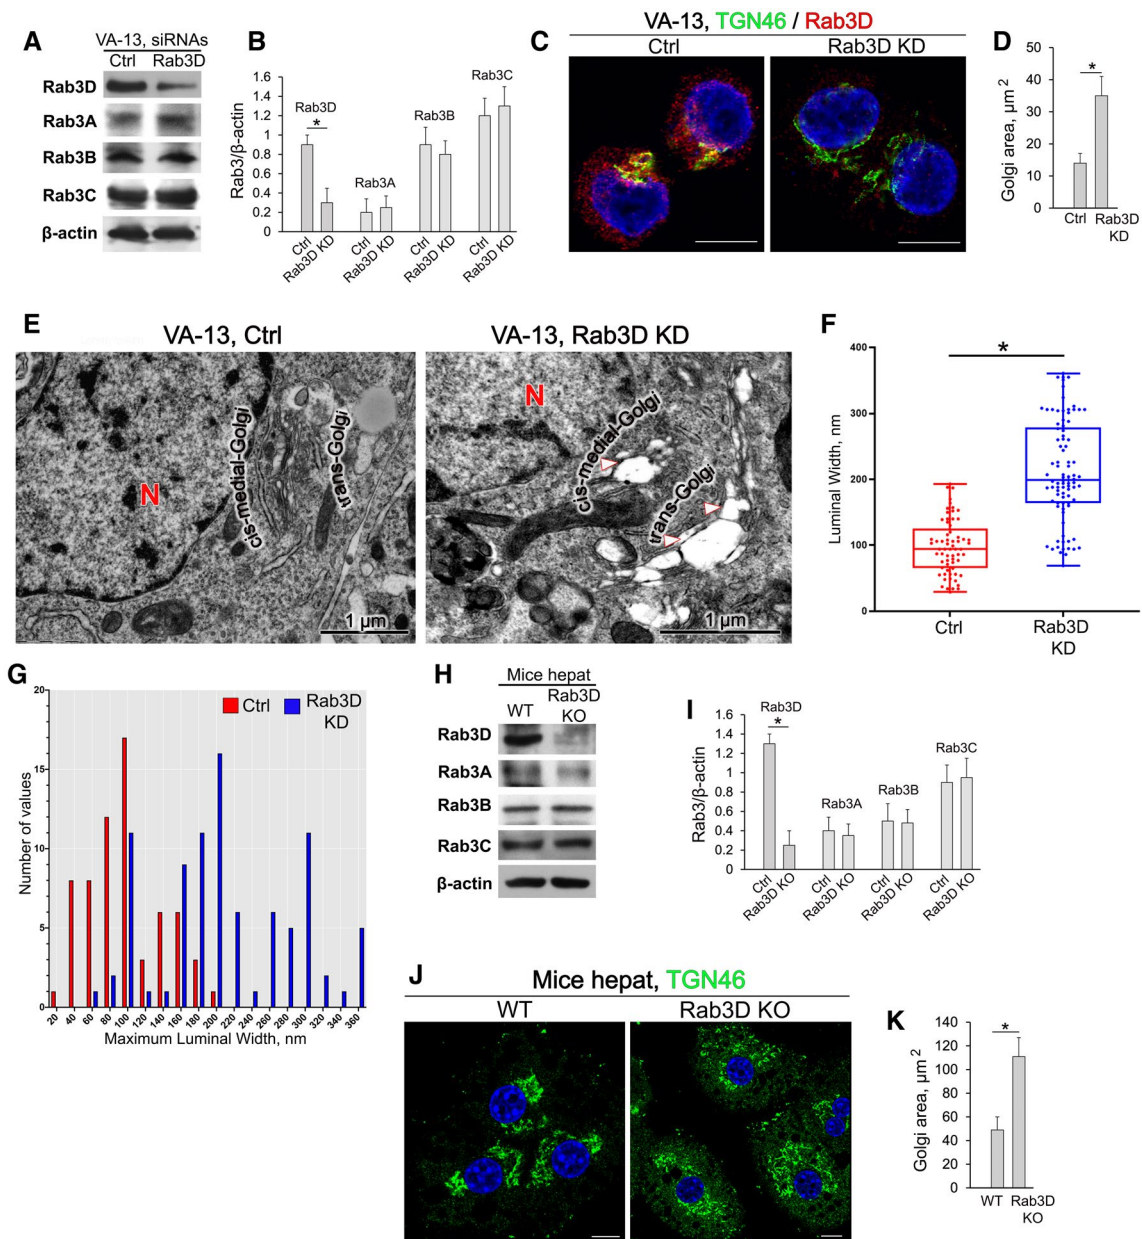 A
VA-13, siRNAs
Ctrl Rab3D
Rab3D
Rab3A
Rab3B
Rab3C
β-actin
B
Rab3/β-actin
1.6
1.4
1.2
1
0.8
0.6
0.4
0.2
0
Rab3D
*
Rab3A
Rab3B
Rab3C
Ctrl
Rab3D KD
Ctrl
Rab3D KD
Ctrl
Rab3D KD
Ctrl
Rab3D KD
VA-13, TGN46 / Rab3D
C
Ctrl
Rab3D KD
D
Golgi area, µm2
50
40
30
20
10
0
*
Ctrl Rab3D
KD
E
VA-13, Ctrl
N
cis-medial-Golgi
trans-Golgi
1 µm
VA-13, Rab3D KD
N
cis-medial-Golgi
trans-Golgi
1 µm
F
Luminal Width, nm
400
300
200
100
0
*
Ctrl
Rab3D
KD
G
Number of values
20
15
10
5
0
Ctrl
Rab3D
KD
20 40 60 80 100 120 140 160 180 200 220 240 260 280 300 320 340 360
Maximum Luminal Width, nm
H
Mice hepat
WT
Rab3D
KO
Rab3D
Rab3A
Rab3B
Rab3C
β-actin
I
Rab3/β-actin
1.6
1.4
1.2
1
0.8
0.6
0.4
0.2
0
Rab3D
*
Rab3A
Rab3B
Rab3C
Ctrl
Rab3D KO
Ctrl
Rab3D KO
Ctrl
Rab3D KO
Ctrl
Rab3D KO
J
Mice hepat, TGN46
WT
Rab3D KO
K
Golgi area, µm2
140
120
100
80
60
40
20
0
*
WT Rab3D
KO